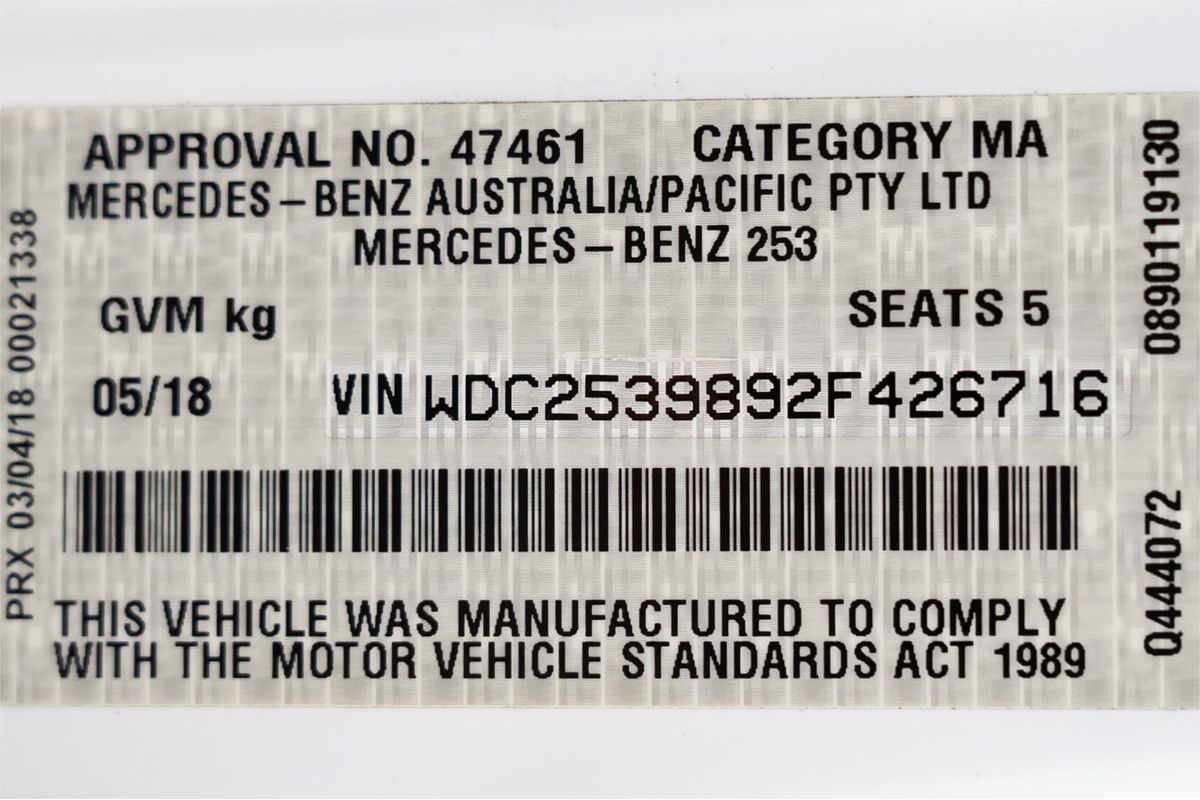 APPROVAL NO. 47461 CATEGORY MA
MERCEDES-BENZ AUSTRALIA/PACIFIC PTY LTD
MERCEDES-BENZ 253
GVM kg SEATS 5
05/18 VIN WDC2539892F426716
THIS VEHICLE WAS MANUFACTURED TO COMPLY
WITH THE MOTOR VEHICLE STANDARDS ACT 1989
PRX 03/04/18 00021338
Q444072 08901191130